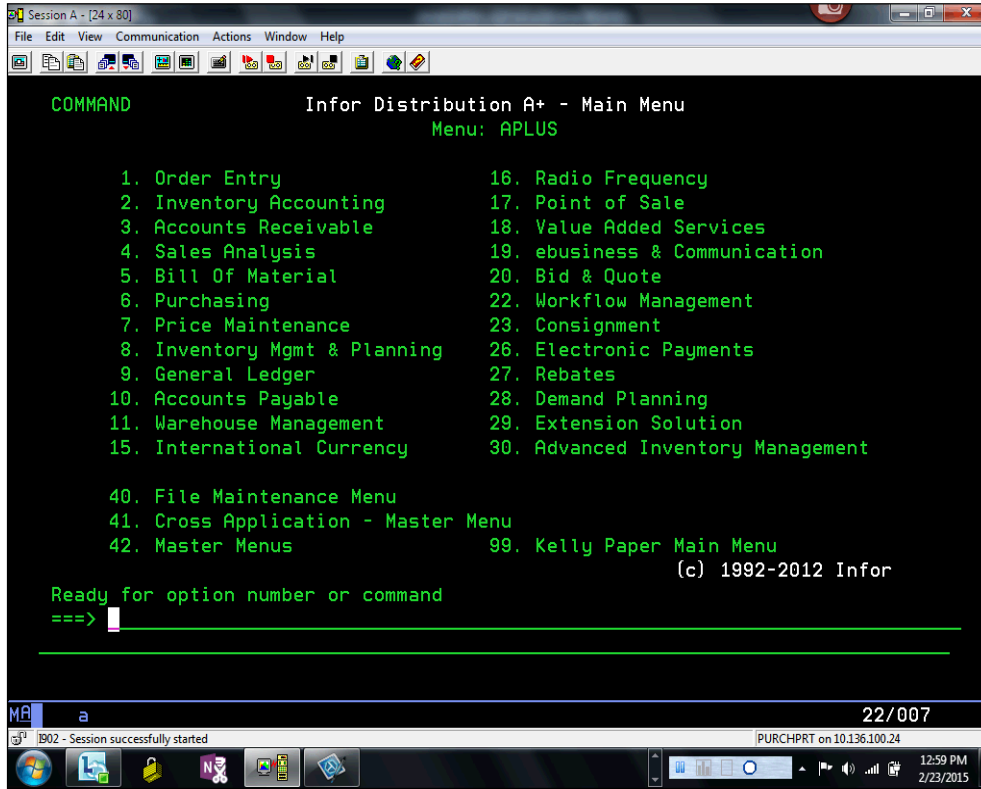 Session A - [24 x 80]
File Edit View Communication Actions Window Help
COMMAND Infor Distribution A+ - Main Menu
Menu: APLUS
1. Order Entry 16. Radio Frequency
2. Inventory Accounting 17. Point of Sale
3. Accounts Receivable 18. Value Added Services
4. Sales Analysis 19. ebusiness & Communication
5. Bill Of Material 20. Bid & Quote
6. Purchasing 22. Workflow Management
7. Price Maintenance 23. Consignment
8. Inventory Mgmt & Planning 26. Electronic Payments
9. General Ledger 27. Rebates
10. Accounts Payable 28. Demand Planning
11. Warehouse Management 29. Extension Solution
15. International Currency 30. Advanced Inventory Management
40. File Maintenance Menu
41. Cross Application - Master Menu
42. Master Menus 99. Kelly Paper Main Menu
(c) 1992-2012 Infor
Ready for option number or command
===>
MA a 22/007
I902 - Session successfully started PURCHPRT on 10.136.100.24
12:59 PM
2/23/2015